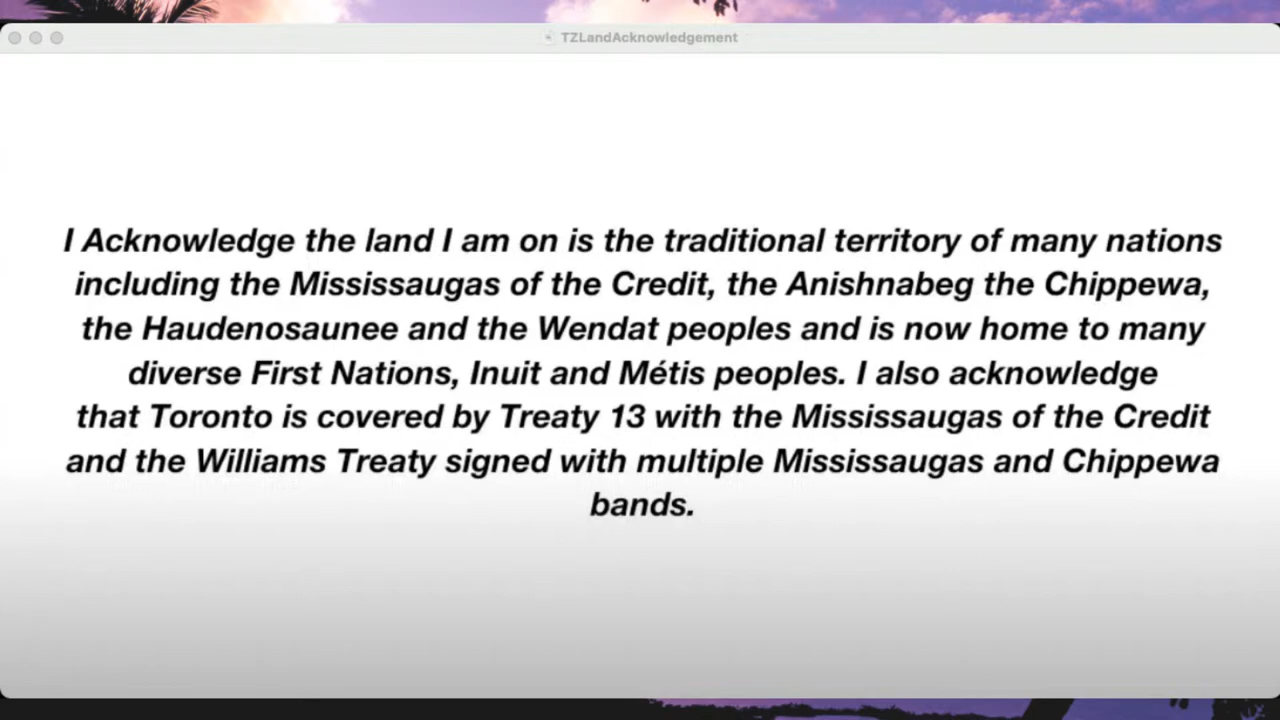 TZLandAcknowledgement
I Acknowledge the land I am on is the traditional territory of many nations
including the Mississaugas of the Credit, the Anishnabeg the Chippewa,
the Haudenosaunee and the Wendat peoples and is now home to many
diverse First Nations, Inuit and Métis peoples. I also acknowledge
that Toronto is covered by Treaty 13 with the Mississaugas of the Credit
and the Williams Treaty signed with multiple Mississaugas and Chippewa
bands.